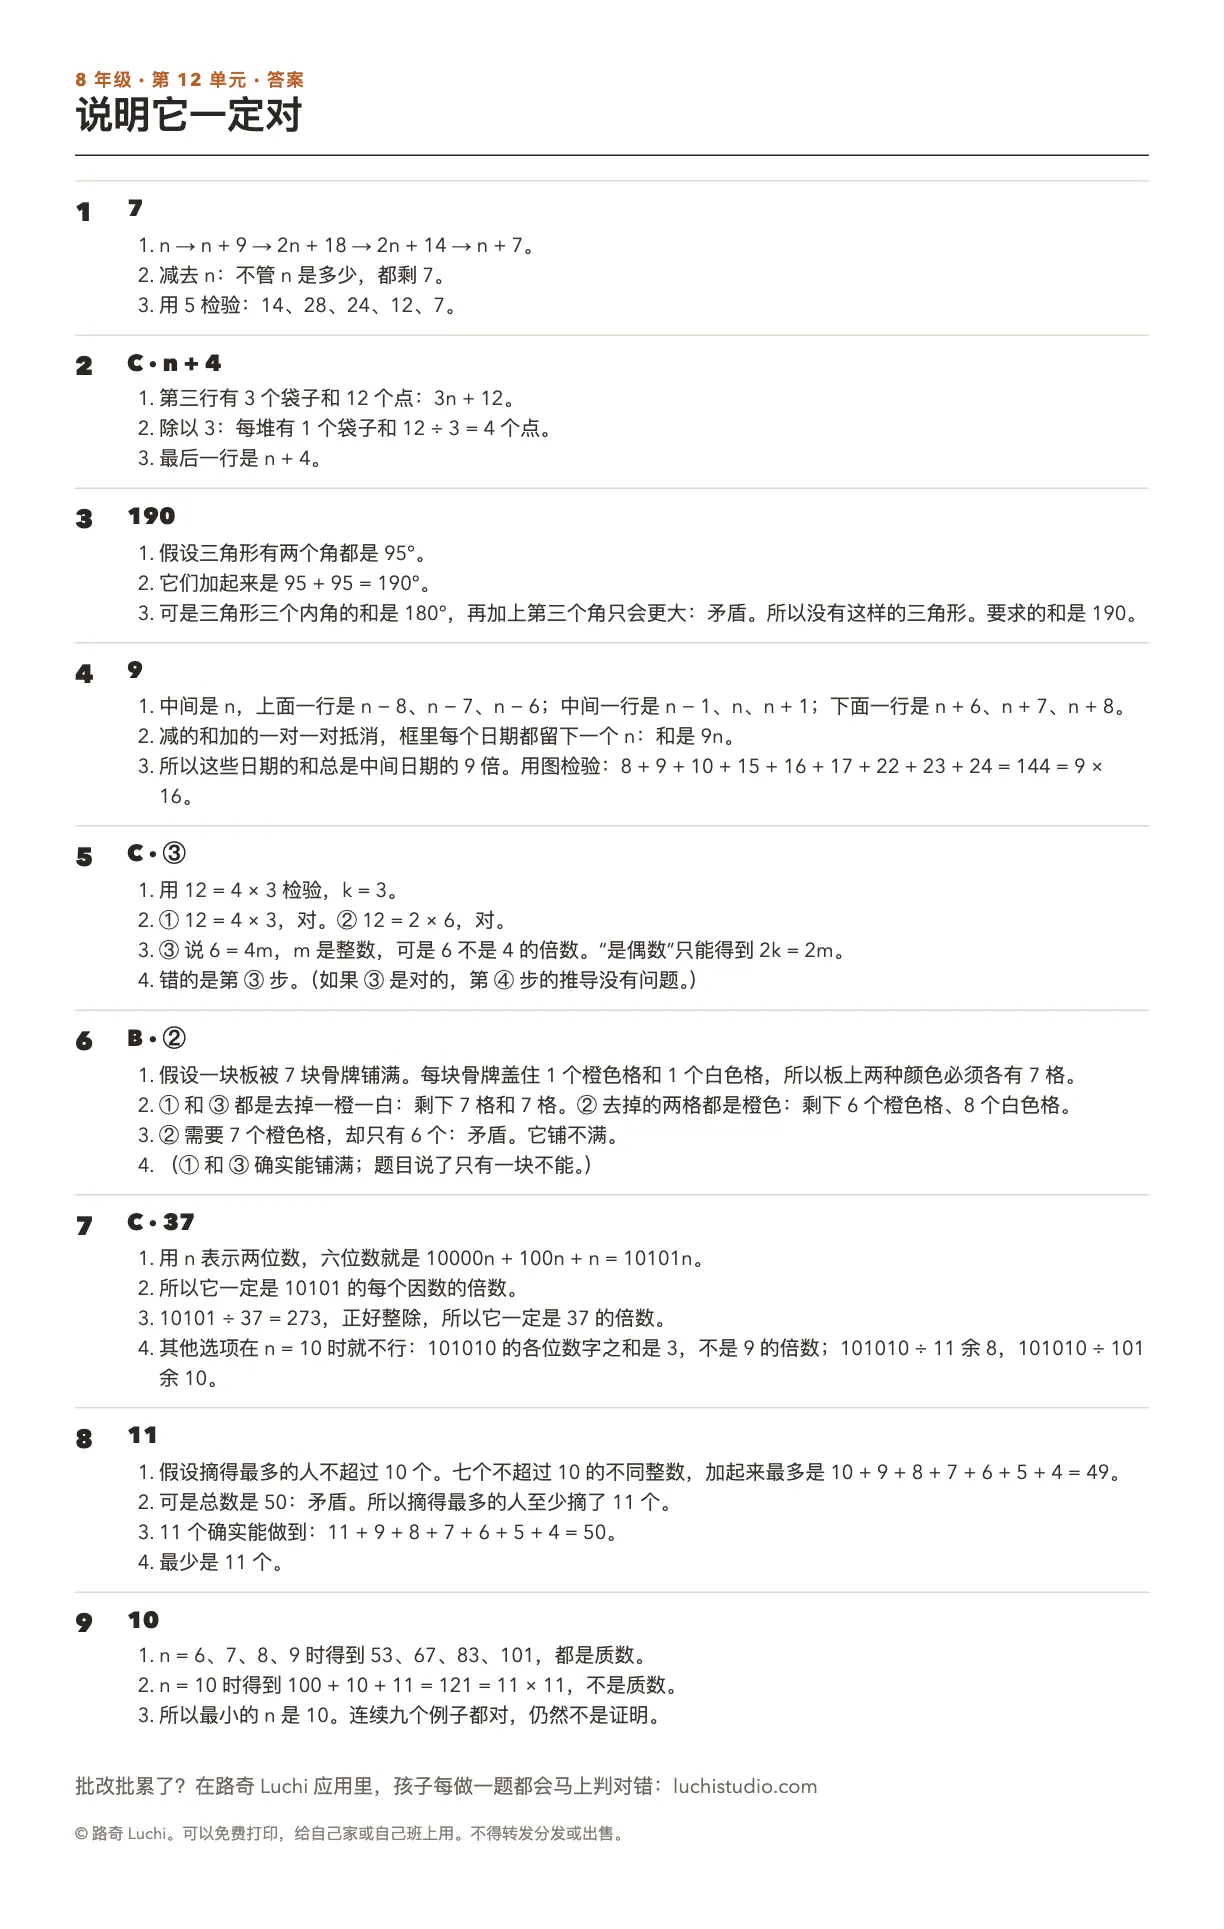 8 年级 · 第 12 单元 · 答案
说明它一定对
1 7
1. n → n + 9 → 2n + 18 → 2n + 14 → n + 7。
2. 减去 n：不管 n 是多少，都剩 7。
3. 用 5 检验：14、28、24、12、7。
2 C · n + 4
1. 第三行有 3 个袋子和 12 个点：3n + 12。
2. 除以 3：每堆有 1 个袋子和 12 ÷ 3 = 4 个点。
3. 最后一行是 n + 4。
3 190
1. 假设三角形有两个角都是 95°。
2. 它们加起来是 95 + 95 = 190°。
3. 可是三角形三个内角的和是 180°，再加上第三个角只会更大：矛盾。所以没有这样的三角形。要求的和是 190。
4 9
1. 中间是 n，上面一行是 n − 8、n − 7、n − 6；中间一行是 n − 1、n、n + 1；下面一行是 n + 6、n + 7、n + 8。
2. 减的和加的一对一对抵消，框里每个日期都留下一个 n：和是 9n。
3. 所以这些日期的和总是中间日期的 9 倍。用图检验：8 + 9 + 10 + 15 + 16 + 17 + 22 + 23 + 24 = 144 = 9 ×
16。
5 C · ③
1. 用 12 = 4 × 3 检验，k = 3。
2. ① 12 = 4 × 3，对。② 12 = 2 × 6，对。
3. ③ 说 6 = 4m，m 是整数，可是 6 不是 4 的倍数。“是偶数”只能得到 2k = 2m。
4. 错的是第 ③ 步。（如果 ③ 是对的，第 ④ 步的推导没有问题。）
6 B · ②
1. 假设一块板被 7 块骨牌铺满。每块骨牌盖住 1 个橙色格和 1 个白色格，所以板上两种颜色必须各有 7 格。
2. ① 和 ③ 都是去掉一橙一白：剩下 7 格和 7 格。② 去掉的两格都是橙色：剩下 6 个橙色格、8 个白色格。
3. ② 需要 7 个橙色格，却只有 6 个：矛盾。它铺不满。
4. （① 和 ③ 确实能铺满；题目说了只有一块不能。）
7 C · 37
1. 用 n 表示两位数，六位数就是 10000n + 100n + n = 10101n。
2. 所以它一定是 10101 的每个因数的倍数。
3. 10101 ÷ 37 = 273，正好整除，所以它一定是 37 的倍数。
4. 其他选项在 n = 10 时就不行：101010 的各位数字之和是 3，不是 9 的倍数；101010 ÷ 11 余 8，101010 ÷ 101
余 10。
8 11
1. 假设摘得最多的人不超过 10 个。七个不超过 10 的不同整数，加起来最多是 10 + 9 + 8 + 7 + 6 + 5 + 4 = 49。
2. 可是总数是 50：矛盾。所以摘得最多的人至少摘了 11 个。
3. 11 个确实能做到：11 + 9 + 8 + 7 + 6 + 5 + 4 = 50。
4. 最少是 11 个。
9 10
1. n = 6、7、8、9 时得到 53、67、83、101，都是质数。
2. n = 10 时得到 100 + 10 + 11 = 121 = 11 × 11，不是质数。
3. 所以最小的 n 是 10。连续九个例子都对，仍然不是证明。
批改批累了？在路奇 Luchi 应用里，孩子每做一题都会马上判对错：luchistudio.com
© 路奇 Luchi。可以免费打印，给自己家或自己班上用。不得转发分发或出售。